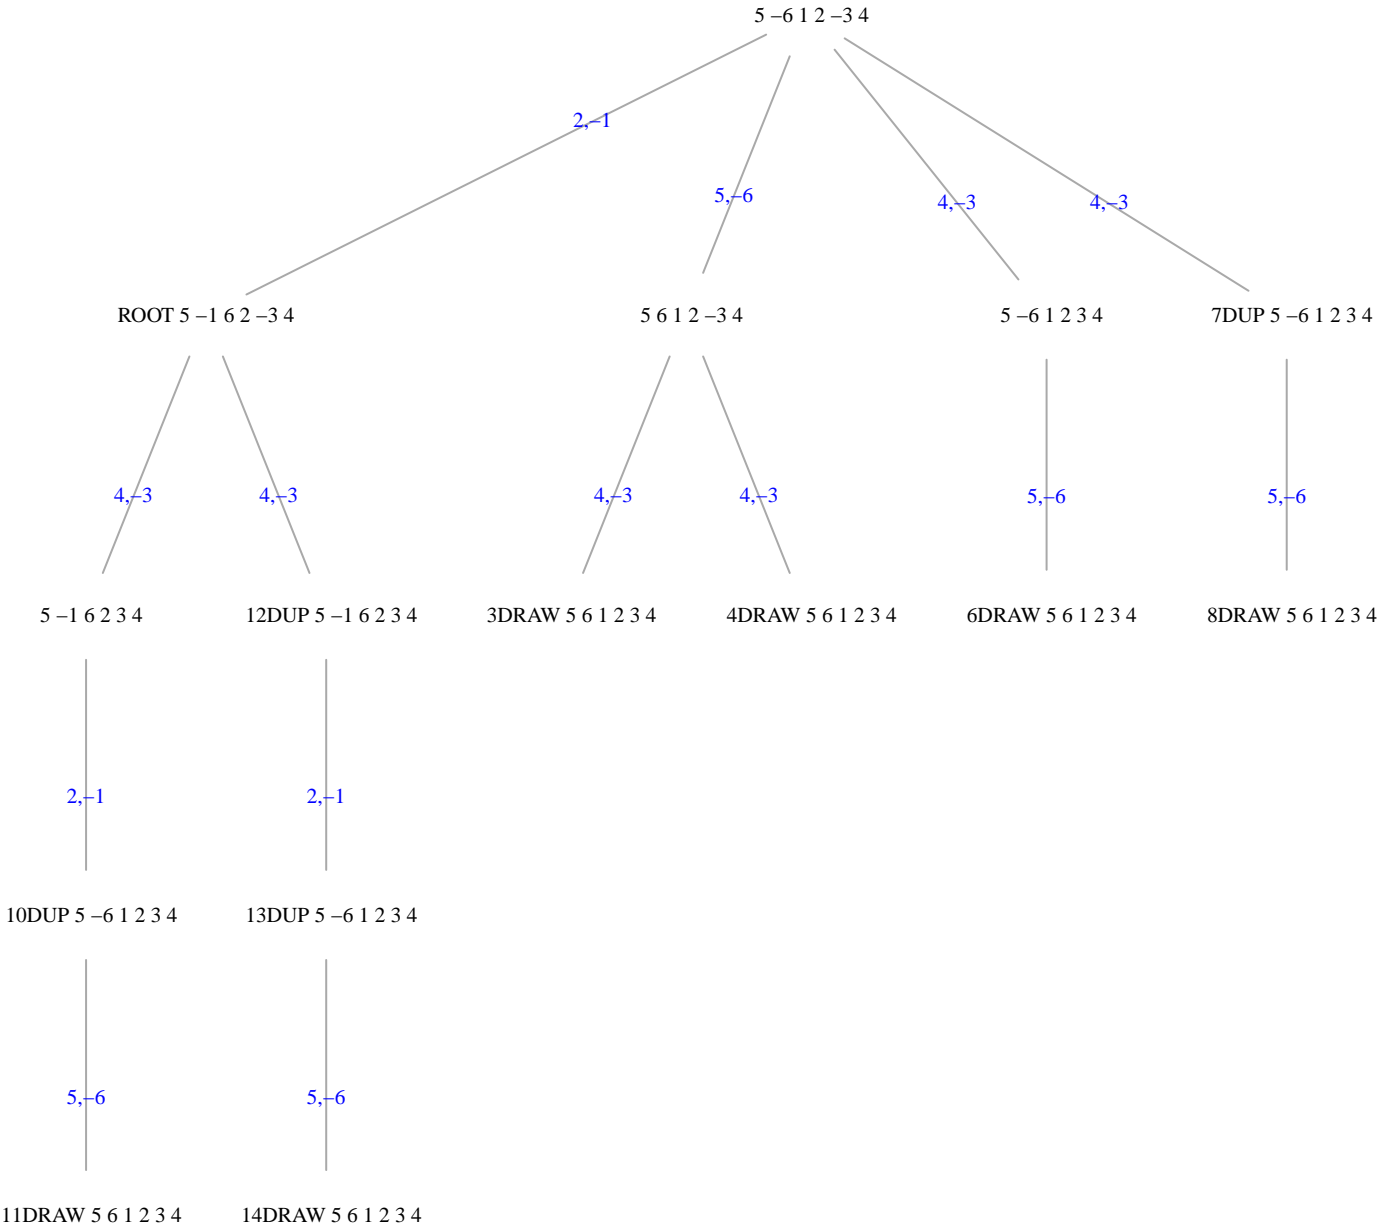 5 –6 1 2 –3 4
2,–1
5,–6
4,–3
4,–3
ROOT 5 –1 6 2 –3 4
5 6 1 2 –3 4
5 –6 1 2 3 4
7DUP 5 –6 1 2 3 4
4,–3
4,–3
4,–3
4,–3
5,–6
5,–6
5 –1 6 2 3 4
12DUP 5 –1 6 2 3 4
3DRAW 5 6 1 2 3 4
4DRAW 5 6 1 2 3 4
6DRAW 5 6 1 2 3 4
8DRAW 5 6 1 2 3 4
2,–1
2,–1
10DUP 5 –6 1 2 3 4
13DUP 5 –6 1 2 3 4
5,–6
5,–6
11DRAW 5 6 1 2 3 4
14DRAW 5 6 1 2 3 4